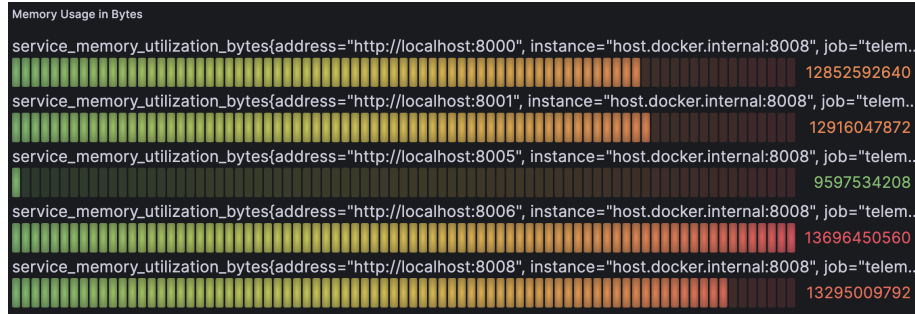 Memory Usage in Bytes
service_memory_utilization_bytes{address="http://localhost:8000", instance="host.docker.internal:8008", job="telem...
12852592640
service_memory_utilization_bytes{address="http://localhost:8001", instance="host.docker.internal:8008", job="telem...
12916047872
service_memory_utilization_bytes{address="http://localhost:8005", instance="host.docker.internal:8008", job="telem...
9597534208
service_memory_utilization_bytes{address="http://localhost:8006", instance="host.docker.internal:8008", job="telem...
13696450560
service_memory_utilization_bytes{address="http://localhost:8008", instance="host.docker.internal:8008", job="telem...
13295009792